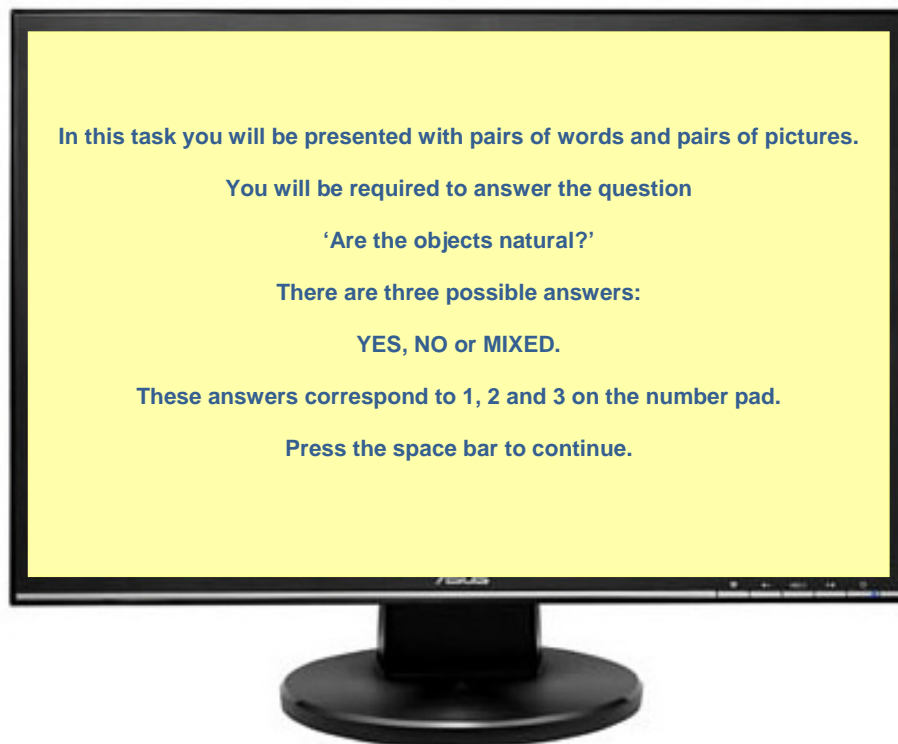 In this task you will be presented with pairs of words and pairs of pictures.
You will be required to answer the question
‘Are the objects natural?’
There are three possible answers:
YES, NO or MIXED.
These answers correspond to 1, 2 and 3 on the number pad.
Press the space bar to continue.